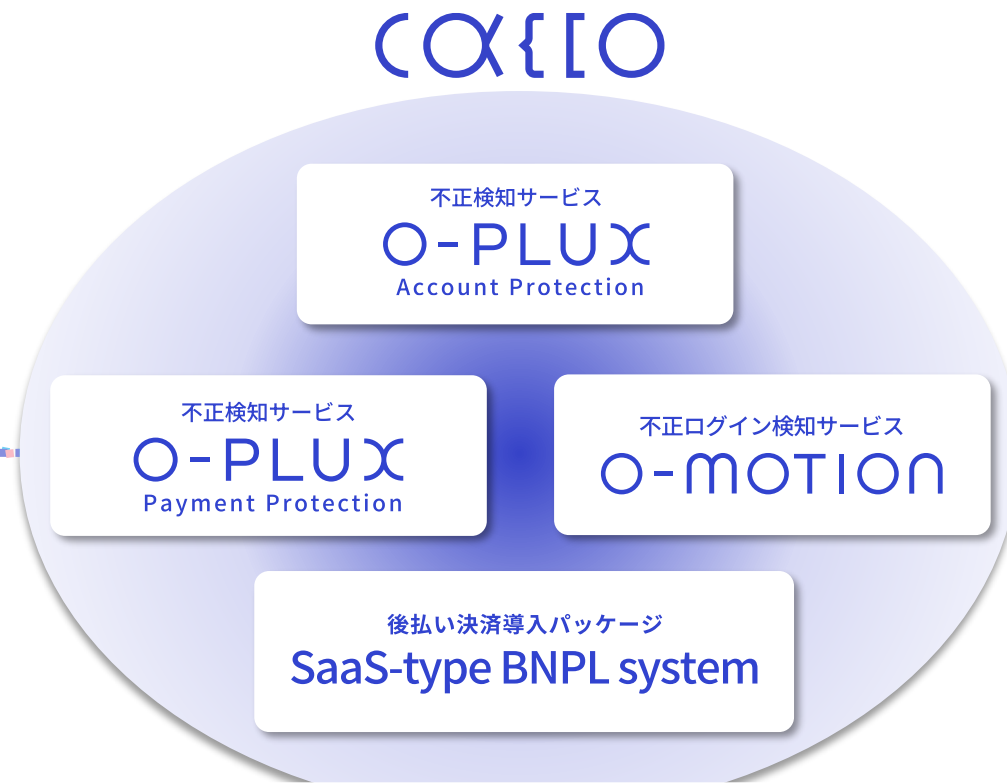 cacco
不正検知サービス
O-PLUX
Account Protection
不正検知サービス
O-PLUX
Payment Protection
不正ログイン検知サービス
O-MOTION
後払い決済導入パッケージ
SaaS-type BNPL system